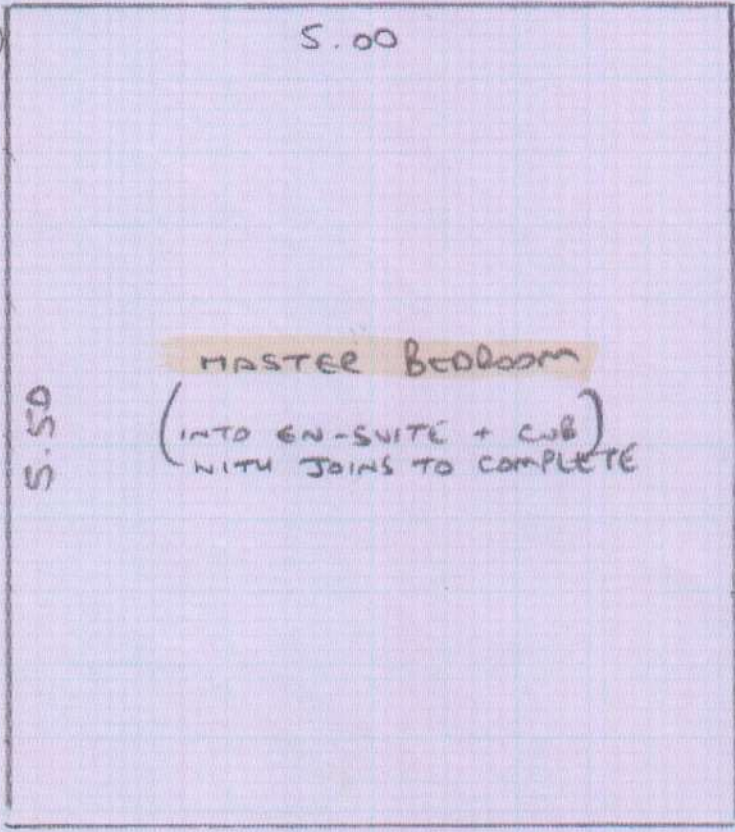 5.00
MASTER BEDROOM
5.50
(INTO EN-SUITE + CUB)
WITH JOINS TO COMPLETE